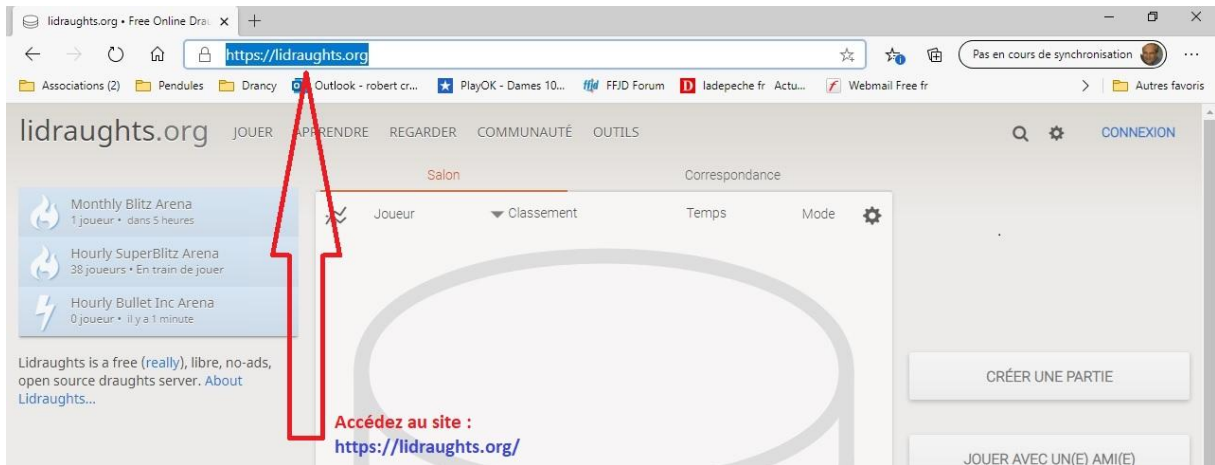 lidraughts.org • Free Online Drau
https://lidraughts.org
Pas en cours de synchronisation
Associations (2) Pendules Drancy Outlook - robert cr... PlayOK - Dames 10... ffjd FFJD Forum D ladepeche fr Actu... Webmail Free fr Autres favoris
lidraughts.org JOUER APPRENDRE REGARDER COMMUNAUTÉ OUTILS CONNEXION
Salon Correspondance
Monthly Blitz Arena
1 joueur • dans 5 heures
Joueur Classement Temps Mode
Hourly SuperBlitz Arena
38 joueurs • En train de jouer
Hourly Bullet Inc Arena
0 joueur • il y a 1 minute
Lidraughts is a free (really), libre, no-ads,
open source draughts server. About
Lidraughts...
CRÉER UNE PARTIE
Accédez au site :
https://lidraughts.org/
JOUER AVEC UN(E) AMI(E)